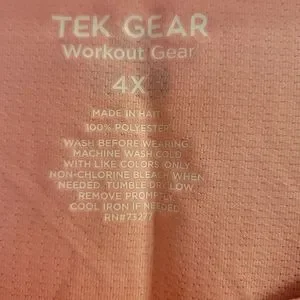 TEK GEAR
Workout Gear
4X
MADE IN HAITI
100% POLYESTER
WASH BEFORE WEARING
MACHINE WASH COLD
WITH LIKE COLORS ONLY
NON-CHLORINE BLEACH WHEN
NEEDED. TUMBLE DRY LOW.
REMOVE PROMPTLY
COOL IRON IF NEEDED
RN#73277